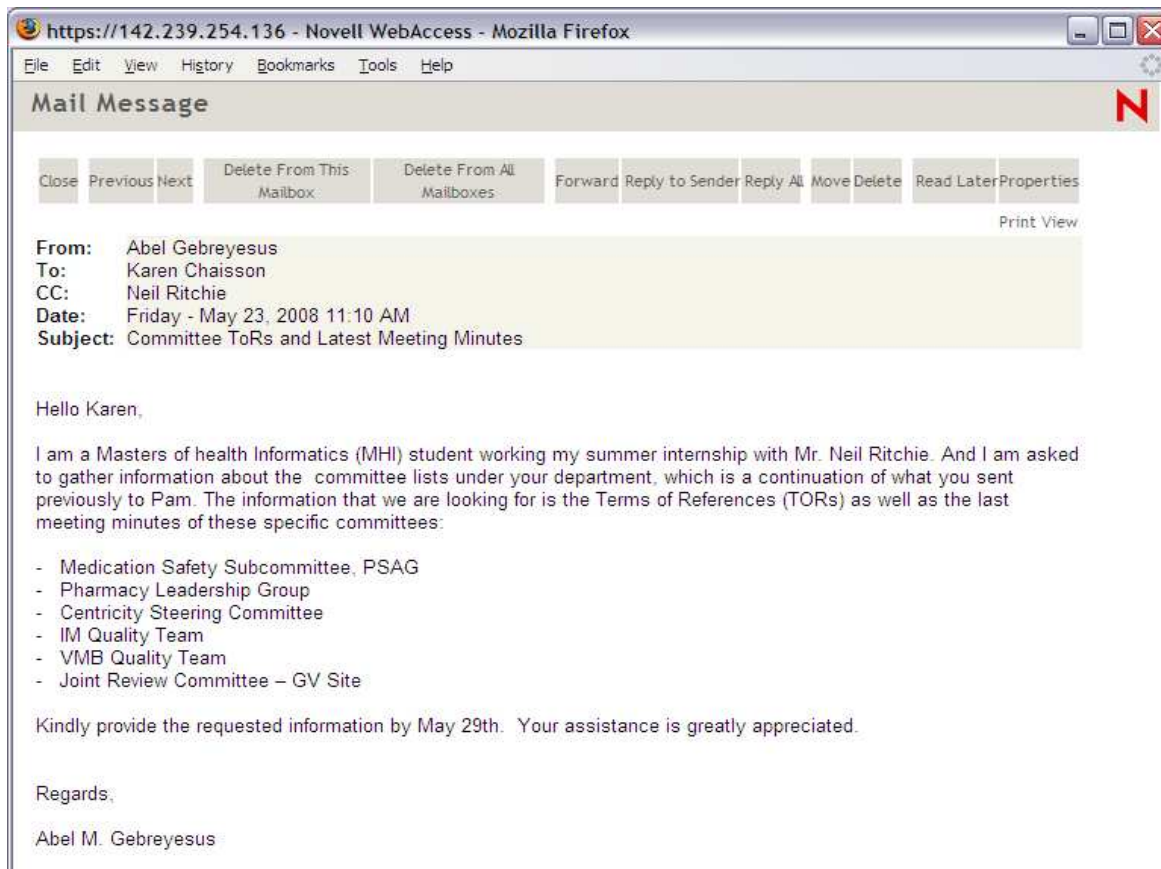 https://142.239.254.136 - Novell WebAccess - Mozilla Firefox
File Edit View History Bookmarks Tools Help
Mail Message
N
Close Previous Next Delete From This Mailbox Delete From All Mailboxes Forward Reply to Sender Reply All Move Delete Read Later Properties
Print View
From: Abel Gebreyesus
To: Karen Chaisson
CC: Neil Ritchie
Date: Friday - May 23, 2008 11:10 AM
Subject: Committee ToRs and Latest Meeting Minutes
Hello Karen,
I am a Masters of health Informatics (MHI) student working my summer internship with Mr. Neil Ritchie. And I am asked
to gather information about the committee lists under your department, which is a continuation of what you sent
previously to Pam. The information that we are looking for is the Terms of References (TORs) as well as the last
meeting minutes of these specific committees:
- Medication Safety Subcommittee, PSAG
- Pharmacy Leadership Group
- Centricity Steering Committee
- IM Quality Team
- VMB Quality Team
- Joint Review Committee – GV Site
Kindly provide the requested information by May 29th. Your assistance is greatly appreciated.
Regards,
Abel M. Gebreyesus